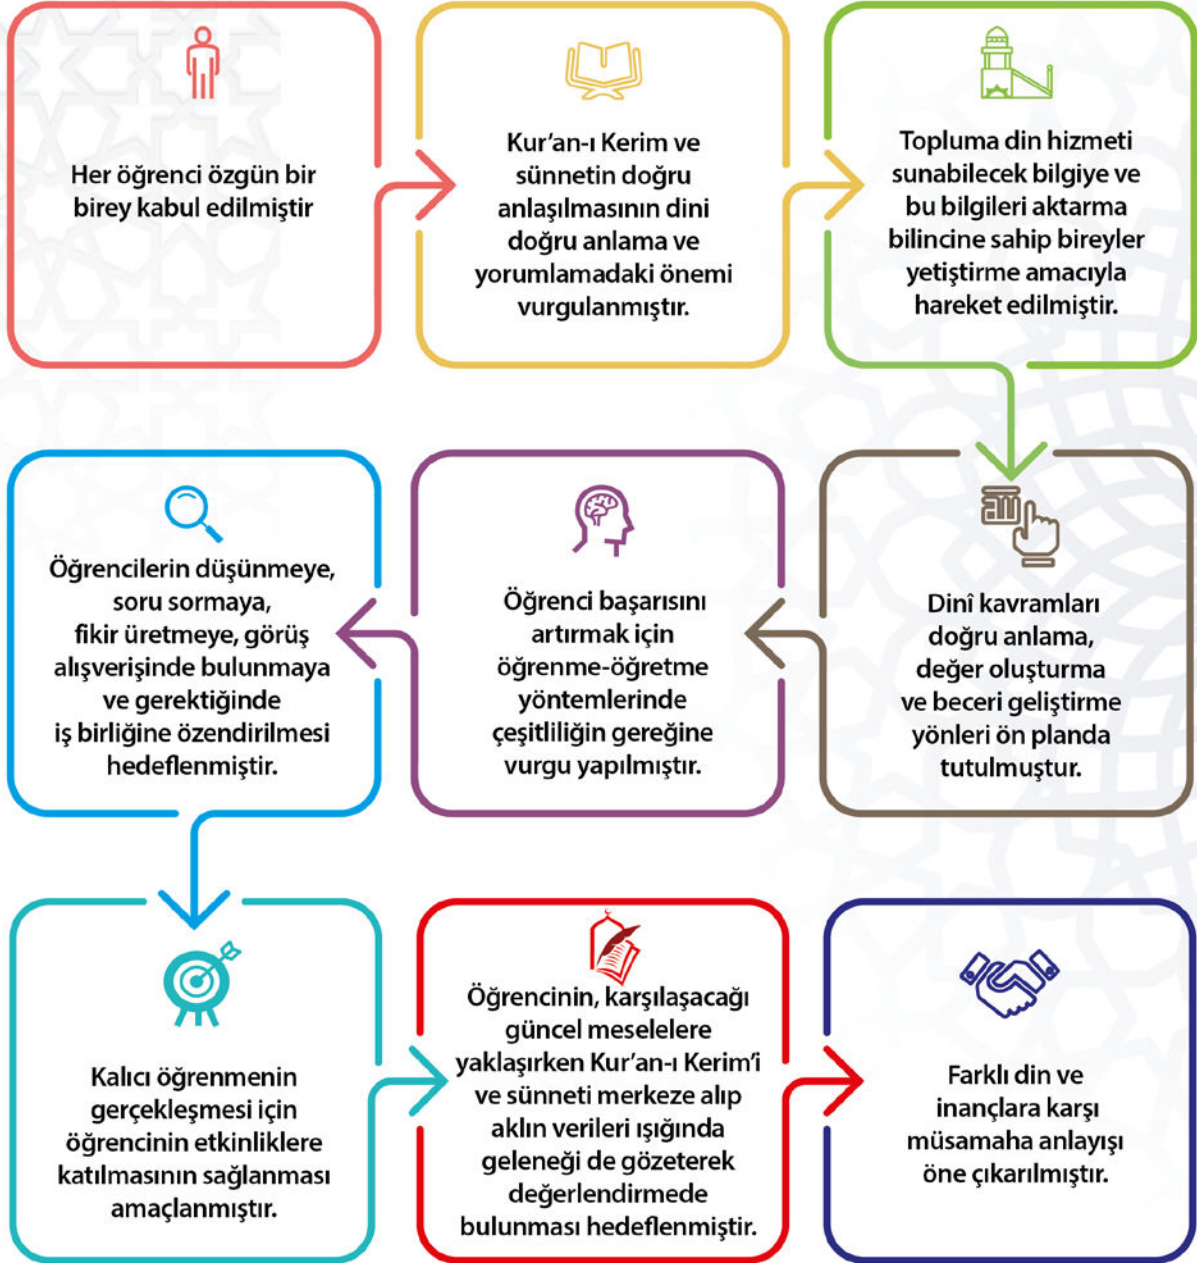 Her öğrenci özgün bir
birey kabul edilmiştir
Kur'an-ı Kerim ve
sünnetin doğru
anlaşılmasının dini
doğru anlama ve
yorumlamadaki önemi
vurgulanmıştır.
Topluma din hizmeti
sunabilecek bilgiye ve
bu bilgileri aktarma
bilincine sahip bireyler
yetiştirme amacıyla
hareket edilmiştir.
Dinî kavramları
doğru anlama,
değer oluşturma
ve beceri geliştirme
yönleri ön planda
tutulmuştur.
Öğrenci başarısını
artırmak için
öğrenme-öğretme
yöntemlerinde
çeşitliliğin gereğine
vurgu yapılmıştır.
Öğrencilerin düşünmeye,
soru sormaya,
fikir üretmeye, görüş
alışverişinde bulunmaya
ve gerektiğinde
iş birliğine özendirilmesi
hedeflenmiştir.
Kalıcı öğrenmenin
gerçekleşmesi için
öğrencinin etkinliklere
katılmasının sağlanması
amaçlanmıştır.
Öğrencinin, karşılaşacağı
güncel meselelere
yaklaşırken Kur'an-ı Kerim'i
ve sünneti merkeze alıp
aklın verileri ışığında
geleneği de gözeterek
değerlendirmede
bulunması hedeflenmiştir.
Farklı din ve
inançlara karşı
müsamaha anlayışı
öne çıkarılmıştır.